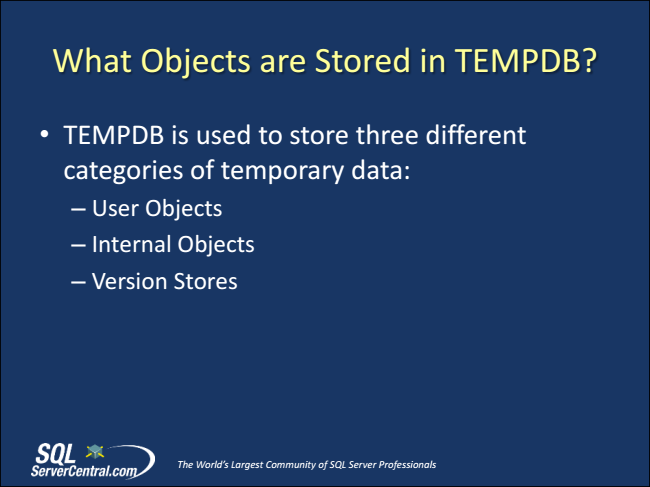 What Objects are Stored in TEMPDB?
• TEMPDB is used to store three different
categories of temporary data:
– User Objects
– Internal Objects
– Version Stores
SQL
ServerCentral.com
The World's Largest Community of SQL Server Professionals